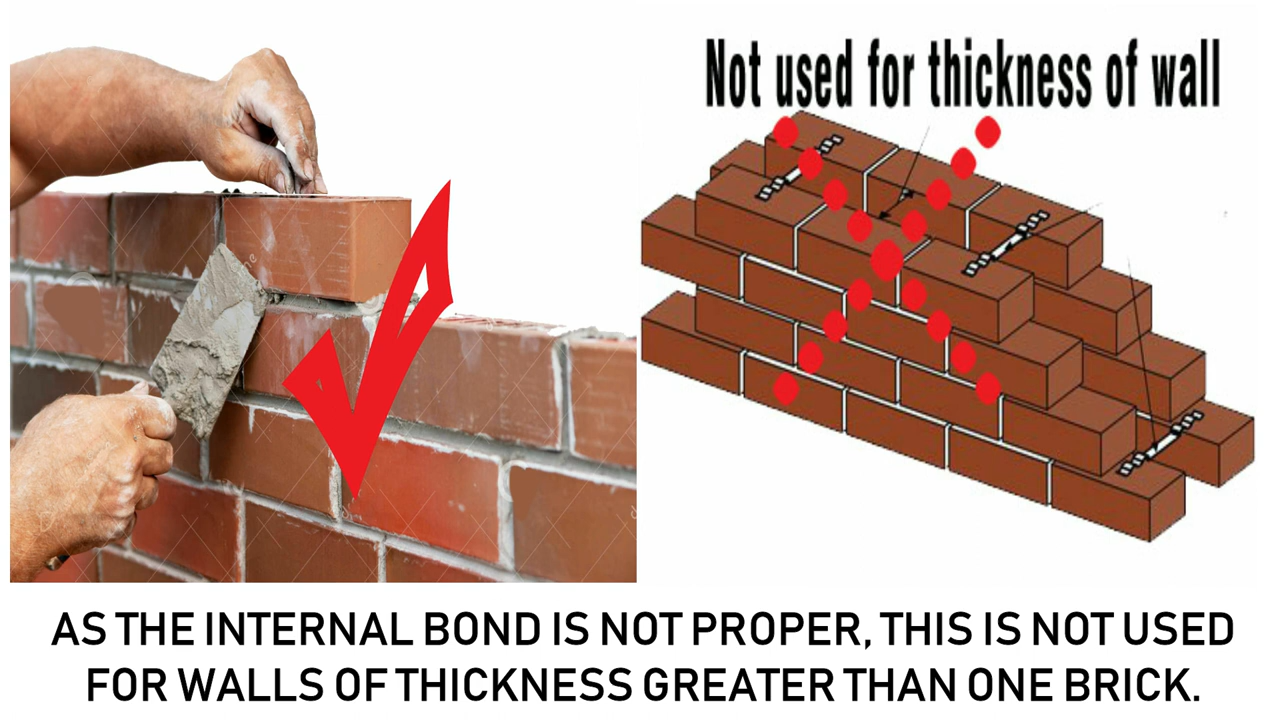 Not used for thickness of wall
AS THE INTERNAL BOND IS NOT PROPER, THIS IS NOT USED
FOR WALLS OF THICKNESS GREATER THAN ONE BRICK.